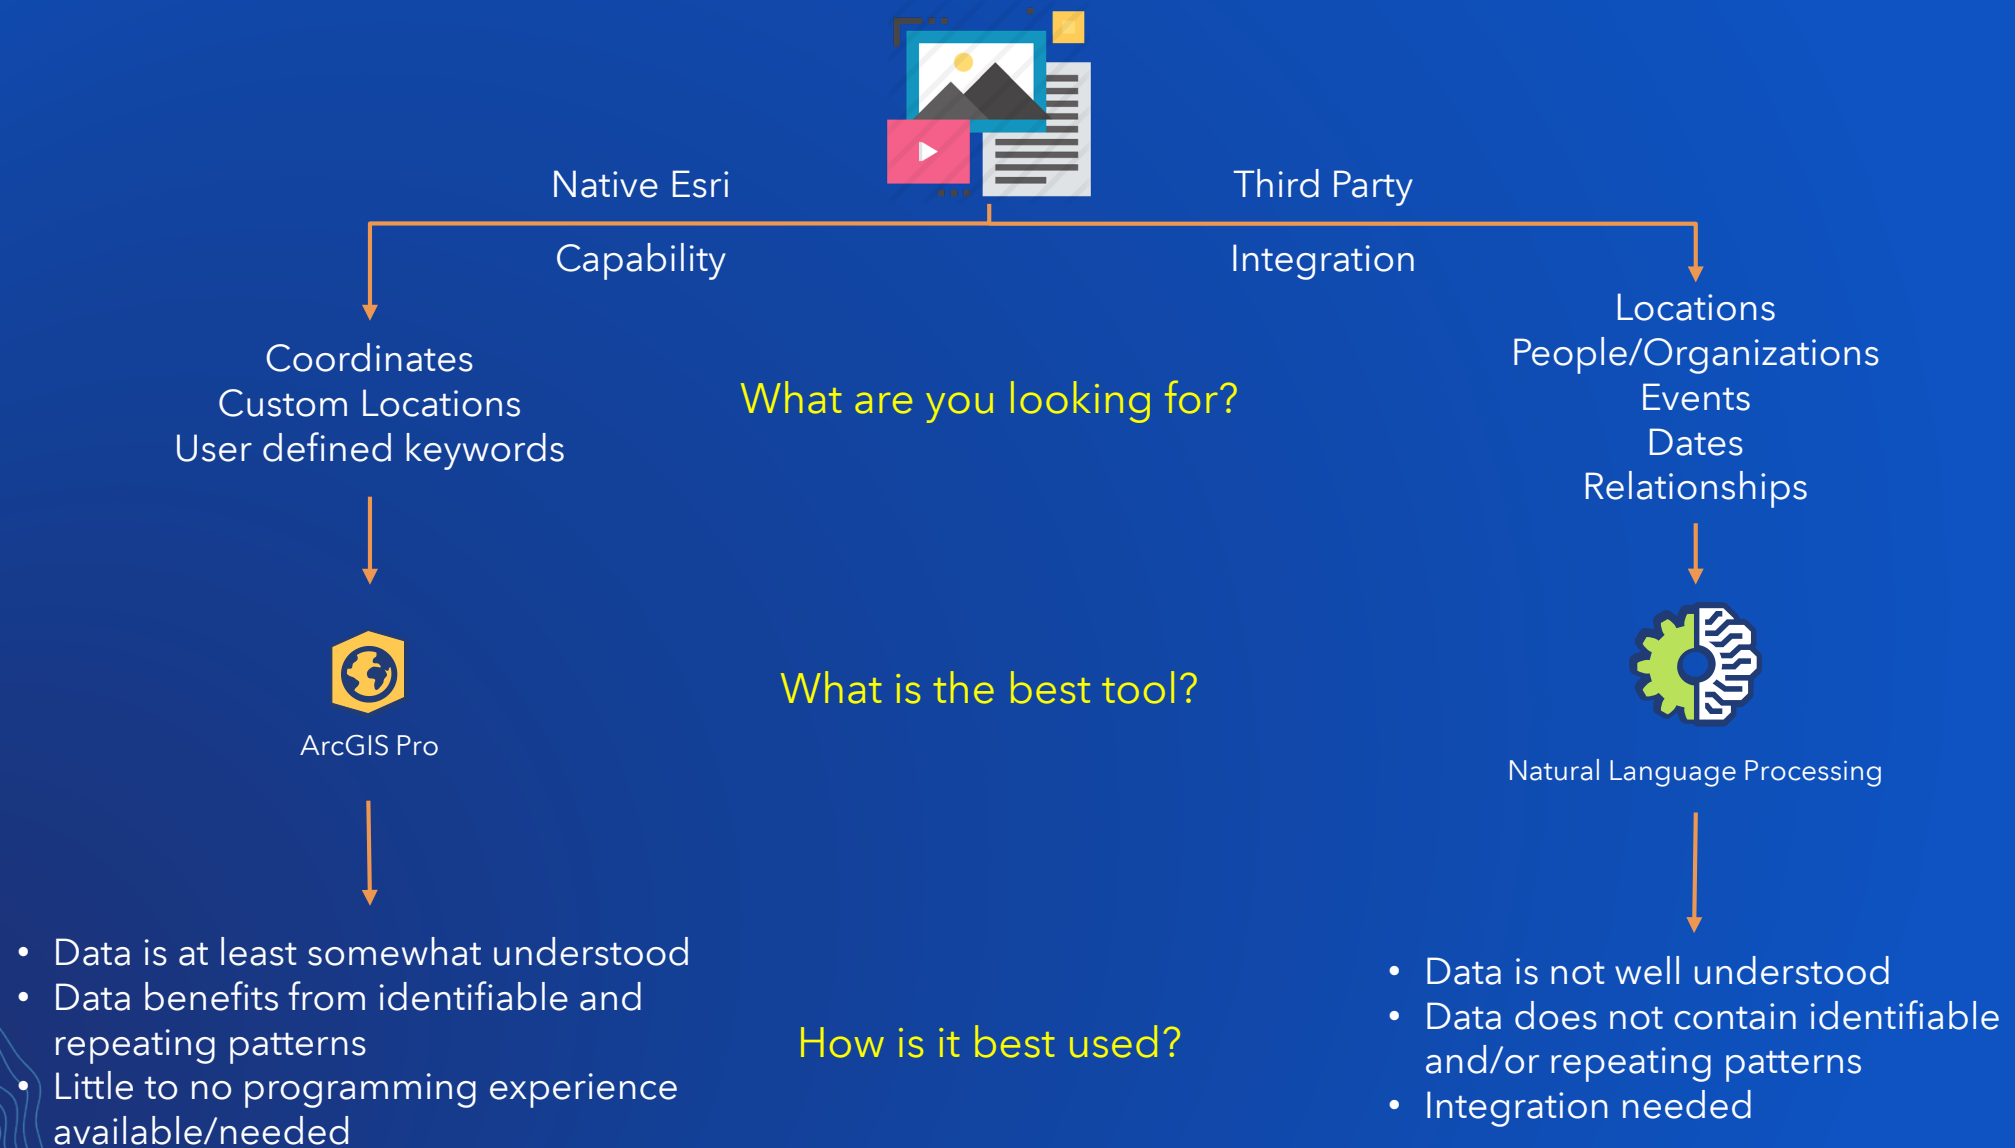 Native Esri
Capability
Third Party
Integration
Coordinates
Custom Locations
User defined keywords
What are you looking for?
Locations
People/Organizations
Events
Dates
Relationships
ArcGIS Pro
What is the best tool?
Natural Language Processing
• Data is at least somewhat understood
• Data benefits from identifiable and
repeating patterns
• Little to no programming experience
available/needed
How is it best used?
• Data is not well understood
• Data does not contain identifiable
and/or repeating patterns
• Integration needed